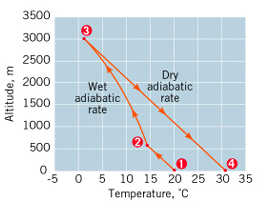 3500
3000
2500
2000
1500
1000
500
0
Altitude, m
3
Wet
adiabatic
rate
Dry
adiabatic
rate
2
1
4
-5 0 5 10 15 20 25 30 35
Temperature, °C